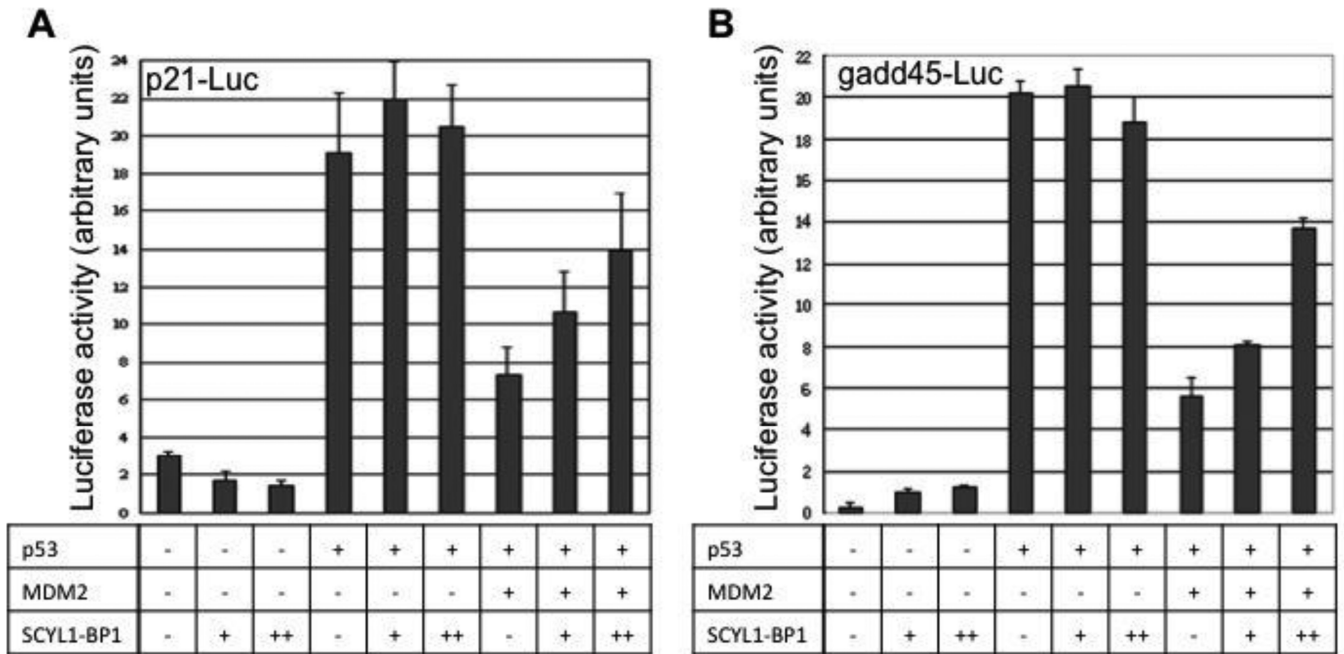 A
Luciferase activity (arbitrary units)
p21-Luc
24
22
20
18
16
14
12
10
8
6
4
2
0
p53 - - - + + + + + +
MDM2 - - - - - - + + +
SCYL1-BP1 - + ++ - + ++ - + ++
B
Luciferase activity (arbitrary units)
gadd45-Luc
22
20
18
16
14
12
10
8
6
4
2
0
p53 - - - + + + + + +
MDM2 - - - - - - + + +
SCYL1-BP1 - + ++ - + ++ - + ++